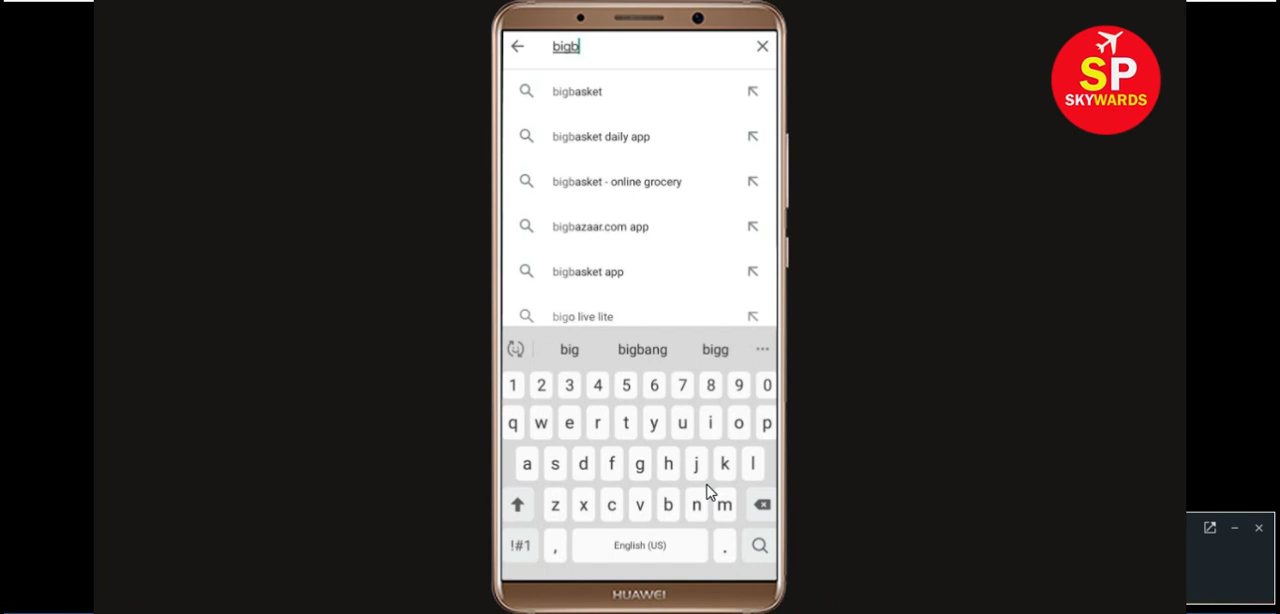 bigb
SP
SKYWARDS
bigbasket
bigbasket daily app
bigbasket - online grocery
bigbazaar.com app
bigbasket app
bigo live lite
big bigbang bigg ...
1 2 3 4 5 6 7 8 9 0
q w e r t y u i o p
a s d f g h j k l
z x c v b n m
!#1 , English (US) .
HUAWEI